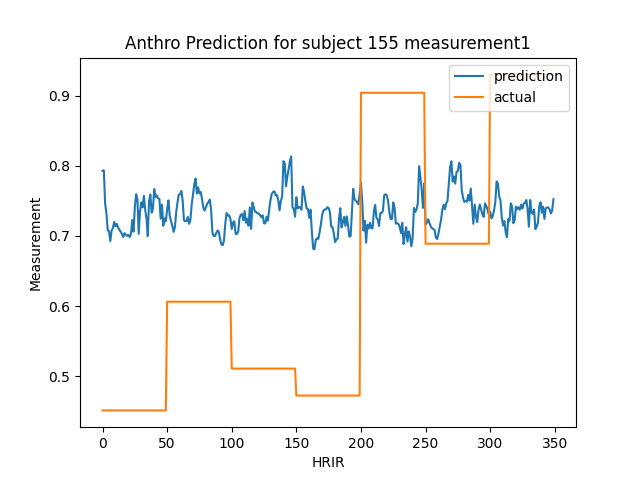 Anthro Prediction for subject 155 measurement1
prediction
actual
0.9
0.8
0.7
0.6
0.5
Measurement
0 50 100 150 200 250 300 350
HRIR